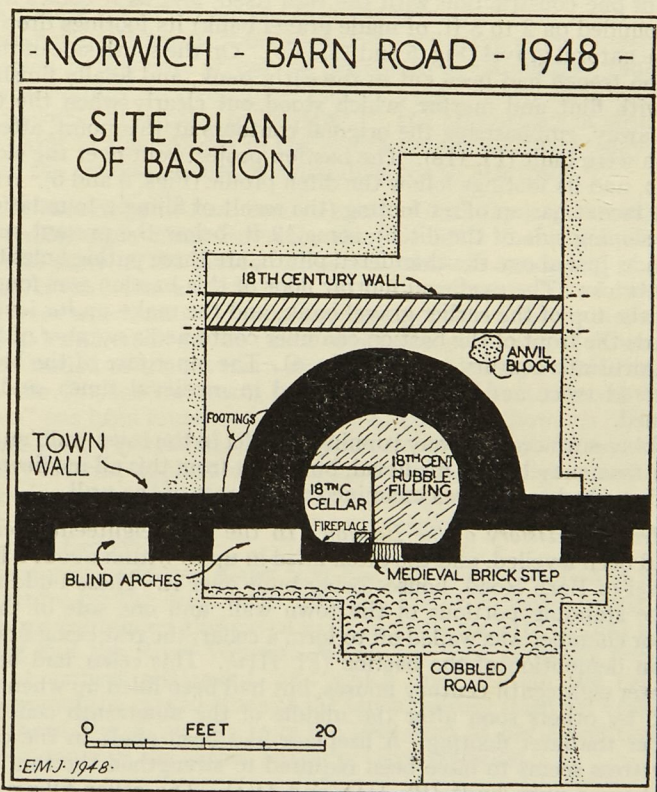 - NORWICH - BARN ROAD - 1948 -
SITE PLAN
OF BASTION
18TH CENTURY WALL
ANVIL
BLOCK
FOOTINGS
TOWN
WALL
18TH CENT
RUBBLE
FILLING
18TH C
CELLAR
FIREPLACE
BLIND ARCHES
MEDIEVAL BRICK STEP
COBBLED
ROAD
0 FEET 20
·E·M·J· 1948·